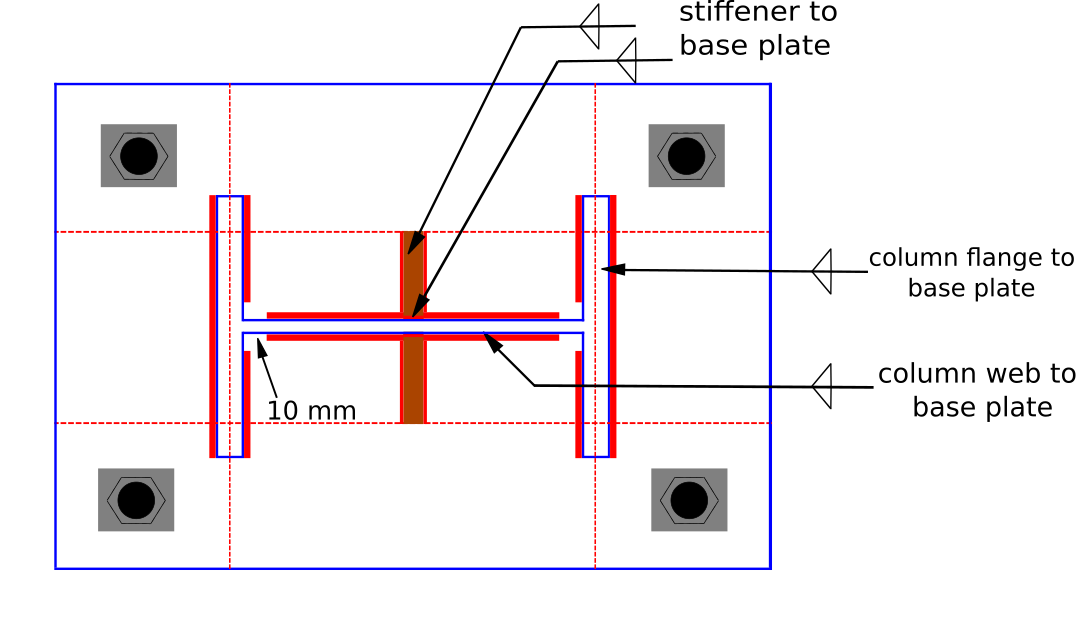 stiffener to
base plate
column flange to
base plate
column web to
base plate
10 mm